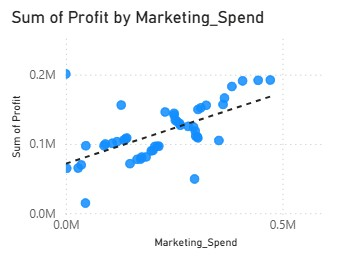 Sum of Profit by Marketing_Spend
0.2M
0.1M
0.0M
Sum of Profit
0.0M
0.5M
Marketing_Spend